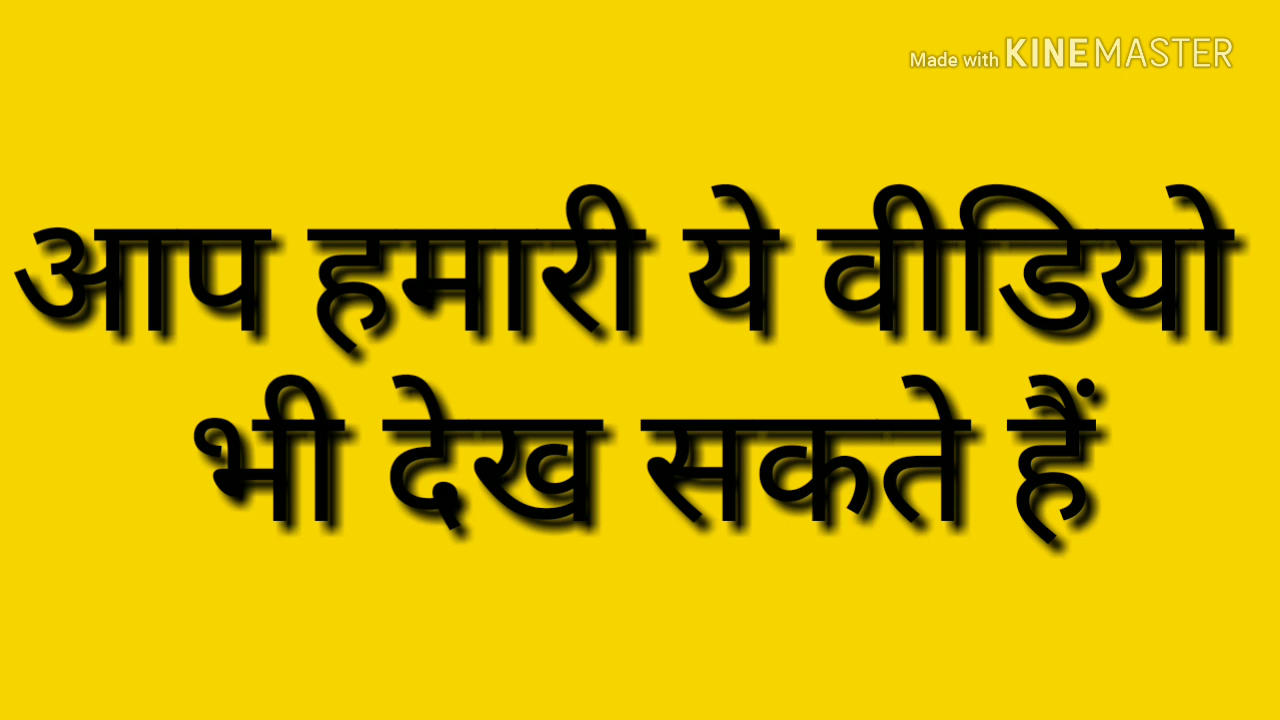 Made with KINEMASTER
आप हमारी ये वीडियो
भी देख सकते हैं